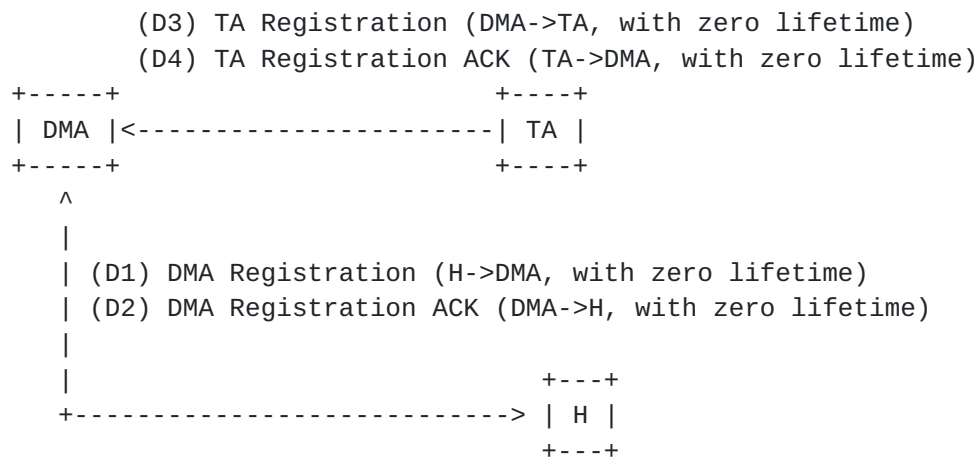 (D3) TA Registration (DMA->TA, with zero lifetime)
(D4) TA Registration ACK (TA->DMA, with zero lifetime)
+-----+ +----+
| DMA |<-----------------------| TA |
+-----+ +----+
^
|
| (D1) DMA Registration (H->DMA, with zero lifetime)
| (D2) DMA Registration ACK (DMA->H, with zero lifetime)
|
| +---+
+----------------------------> | H |
+---+